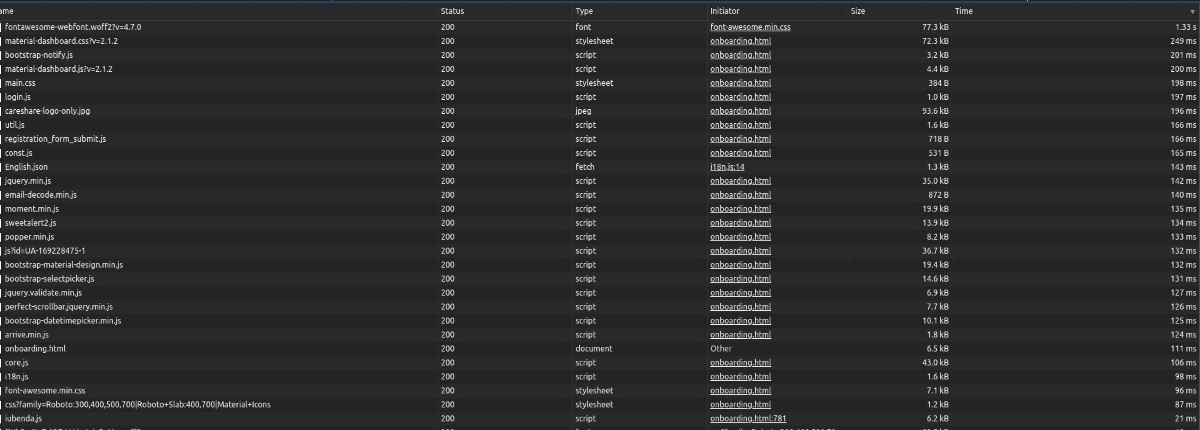 ame Status Type Initiator Size Time
fontawesome-webfont.woff2?v=4.7.0 200 font font-awesome.min.css 77.3 kB 1.33 s
material-dashboard.css?v=2.1.2 200 stylesheet onboarding.html 72.3 kB 249 ms
bootstrap-notify.js 200 script onboarding.html 3.2 kB 201 ms
material-dashboard.js?v=2.1.2 200 script onboarding.html 4.4 kB 200 ms
main.css 200 stylesheet onboarding.html 384 B 198 ms
login.js 200 script onboarding.html 1.0 kB 197 ms
careshare-logo-only.jpg 200 jpeg onboarding.html 93.6 kB 196 ms
util.js 200 script onboarding.html 1.6 kB 166 ms
registration_form_submit.js 200 script onboarding.html 718 B 166 ms
const.js 200 script onboarding.html 531 B 165 ms
English.json 200 fetch i18n.js:14 1.3 kB 143 ms
jquery.min.js 200 script onboarding.html 35.0 kB 142 ms
email-decode.min.js 200 script onboarding.html 872 B 140 ms
moment.min.js 200 script onboarding.html 19.9 kB 135 ms
sweetalert2.js 200 script onboarding.html 13.9 kB 134 ms
popper.min.js 200 script onboarding.html 8.2 kB 133 ms
js?id=UA-169228475-1 200 script onboarding.html 36.7 kB 132 ms
bootstrap-material-design.min.js 200 script onboarding.html 19.4 kB 132 ms
bootstrap-selectpicker.js 200 script onboarding.html 14.6 kB 131 ms
jquery.validate.min.js 200 script onboarding.html 6.9 kB 127 ms
perfect-scrollbar.jquery.min.js 200 script onboarding.html 7.7 kB 126 ms
bootstrap-datetimepicker.min.js 200 script onboarding.html 10.1 kB 125 ms
arrive.min.js 200 script onboarding.html 1.8 kB 124 ms
onboarding.html 200 document Other 6.5 kB 111 ms
core.js 200 script onboarding.html 43.0 kB 106 ms
i18n.js 200 script onboarding.html 1.6 kB 98 ms
font-awesome.min.css 200 stylesheet onboarding.html 7.1 kB 96 ms
css?family=Roboto:300,400,500,700|Roboto+Slab:400,700|Material+Icons 200 stylesheet onboarding.html 1.2 kB 87 ms
iubenda.js 200 script onboarding.html:781 6.2 kB 21 ms